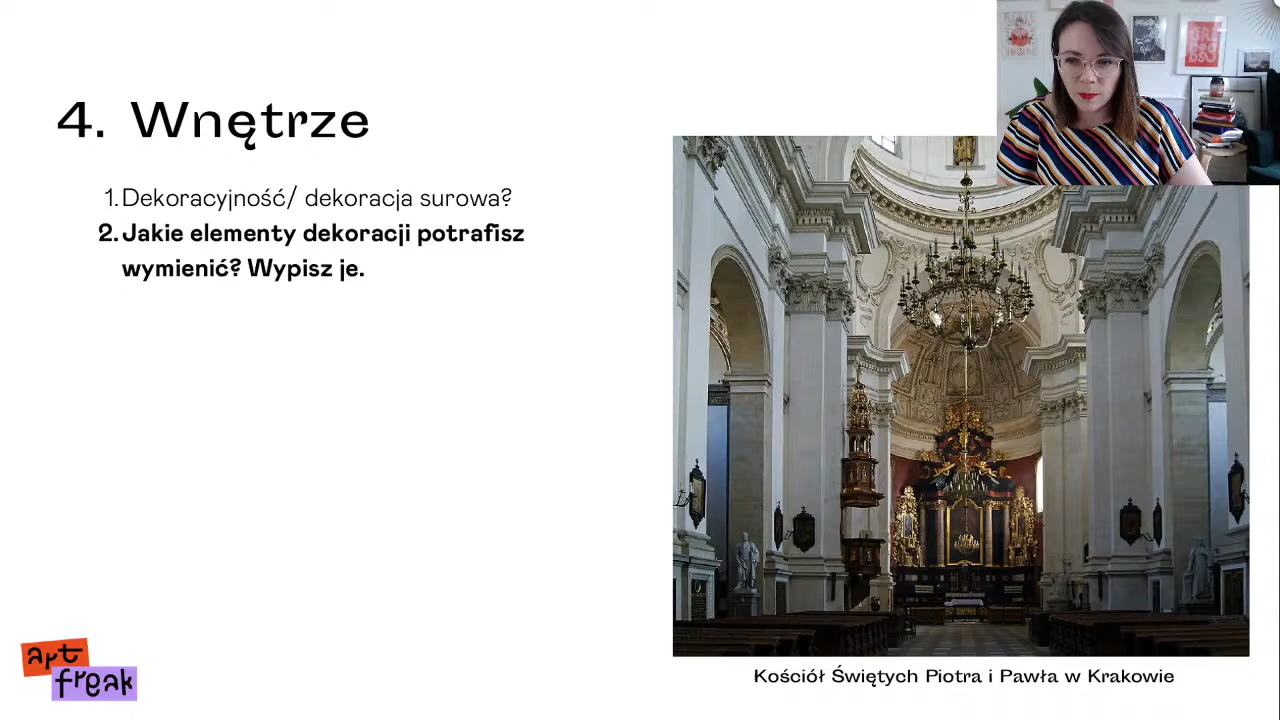 4. Wnętrze
1. Dekoracyjność/ dekoracja surowa?
2. Jakie elementy dekoracji potrafisz
wymienić? Wypisz je.
Kościół Świętych Piotra i Pawła w Krakowie
art
freak